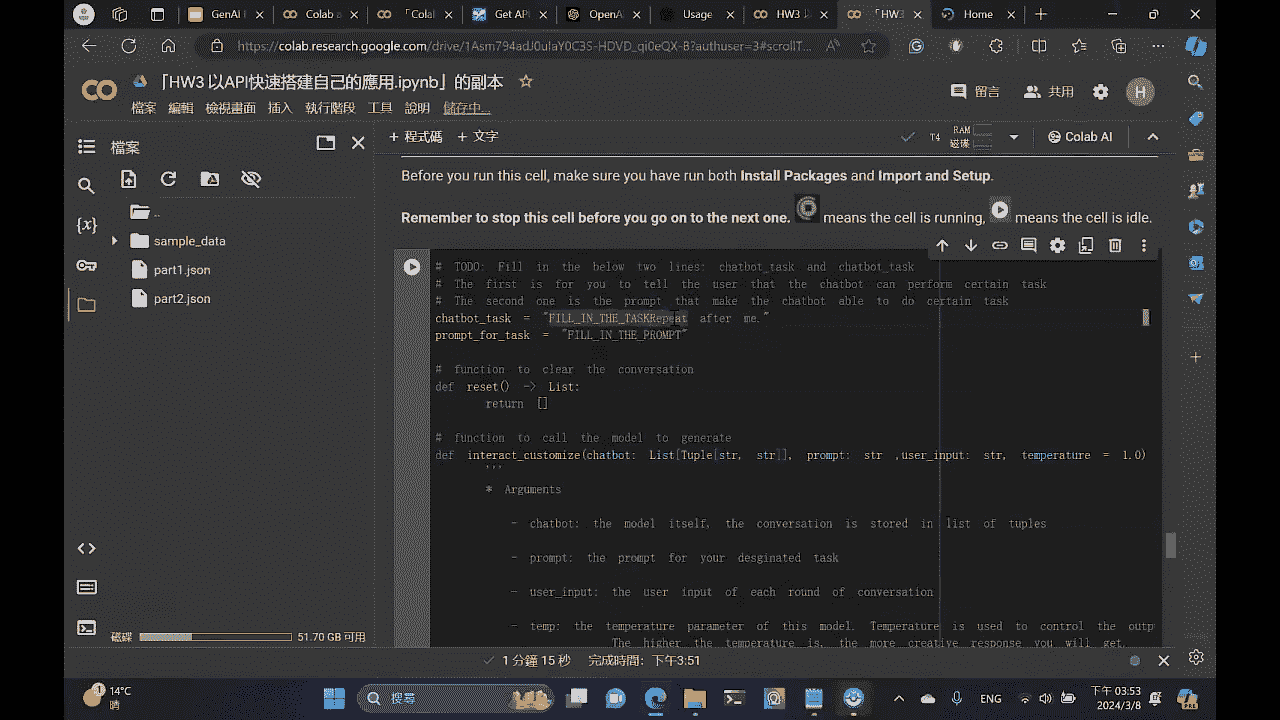 GenAI
Colab a
「Colal
Get API
OpenAI
Usage
HW3
「HW3
Home
https://colab.research.google.com/drive/1Asm794adJ0uIaY0C3S-HDVD_qi0eQX-B?authuser=3#scrollT...
「HW3 以API快速搭建自己的應用.ipynb」的副本
留言
共用
H
檔案 編輯 檢視畫面 插入 執行階段 工具 說明 儲存中...
檔案
+ 程式碼 + 文字
T4
RAM
磁碟
Colab AI
..
sample_data
part1.json
part2.json
Before you run this cell, make sure you have run both Install Packages and Import and Setup.
Remember to stop this cell before you go on to the next one. means the cell is running, means the cell is idle.
# TODO: Fill in the below two lines: chatbot_task and chatbot_task
# The first is for you to tell the user that the chatbot can perform certain task
# The second one is the prompt that make the chatbot able to do certain task
chatbot_task = "FILL_IN_THE_TASKRepeat after me."
prompt_for_task = "FILL_IN_THE_PROMPT"
# function to clear the conversation
def reset() -> List:
return []
# function to call the model to generate
def interact_customize(chatbot: List[Tuple[str, str]], prompt: str ,user_input: str, temperature = 1.0)
'''
* Arguments
- chatbot: the model itself, the conversation is stored in list of tuples
- prompt: the prompt for your desginated task
- user_input: the user input of each round of conversation
- temp: the temperature parameter of this model. Temperature is used to control the outp
The higher the temperature is, the more creative response you will get.
磁碟 51.70 GB 可用
1 分鐘 15 秒 完成時間：下午3:51
1
14°C
晴
搜尋
ENG
下午 03:53
2024/3/8